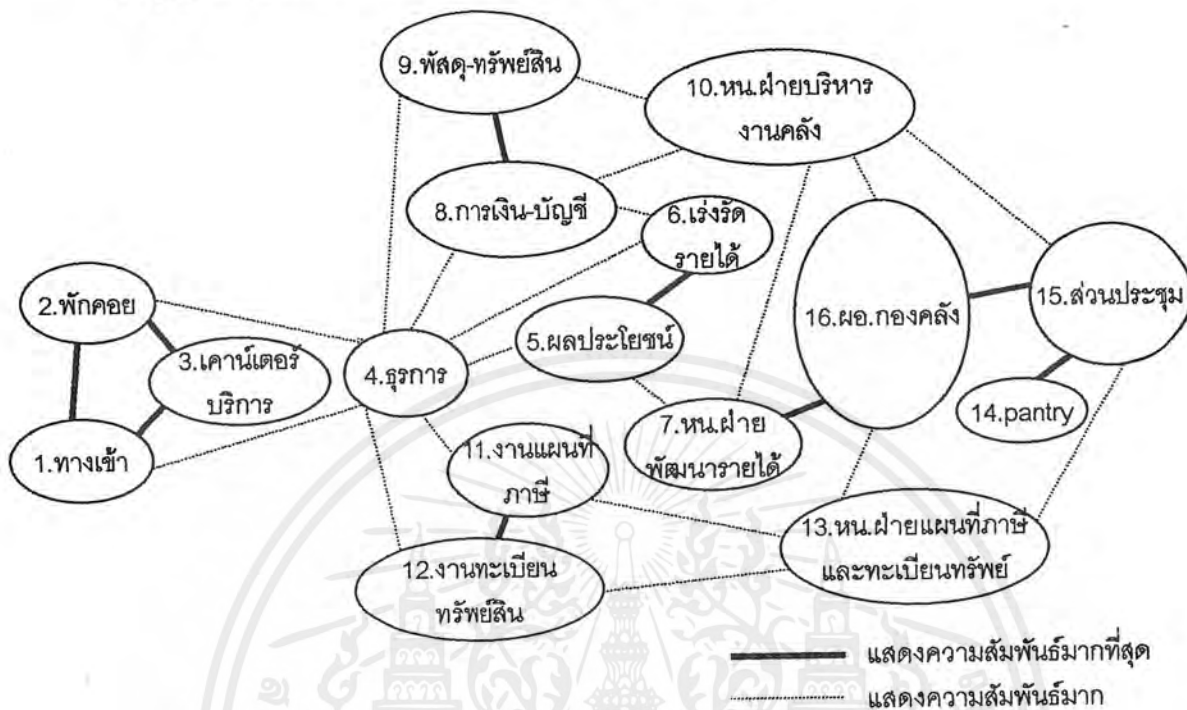 9.พัสดุ-ทรัพย์สิน
10.หน.ฝ่ายบริหาร
งานคลัง
8.การเงิน-บัญชี
6.เร่งรัด
รายได้
2.พักคอย
3.เคาน์เตอร์
บริการ
1.ทางเข้า
4.ธุรการ
5.ผลประโยชน์
7.หน.ฝ่าย
พัฒนารายได้
16.ผอ.กองคลัง
15.ส่วนประชุม
14.pantry
11.งานแผนที่
ภาษี
12.งานทะเบียน
ทรัพย์สิน
13.หน.ฝ่ายแผนที่ภาษี
และทะเบียนทรัพย์
แสดงความสัมพันธ์มากที่สุด
แสดงความสัมพันธ์มาก